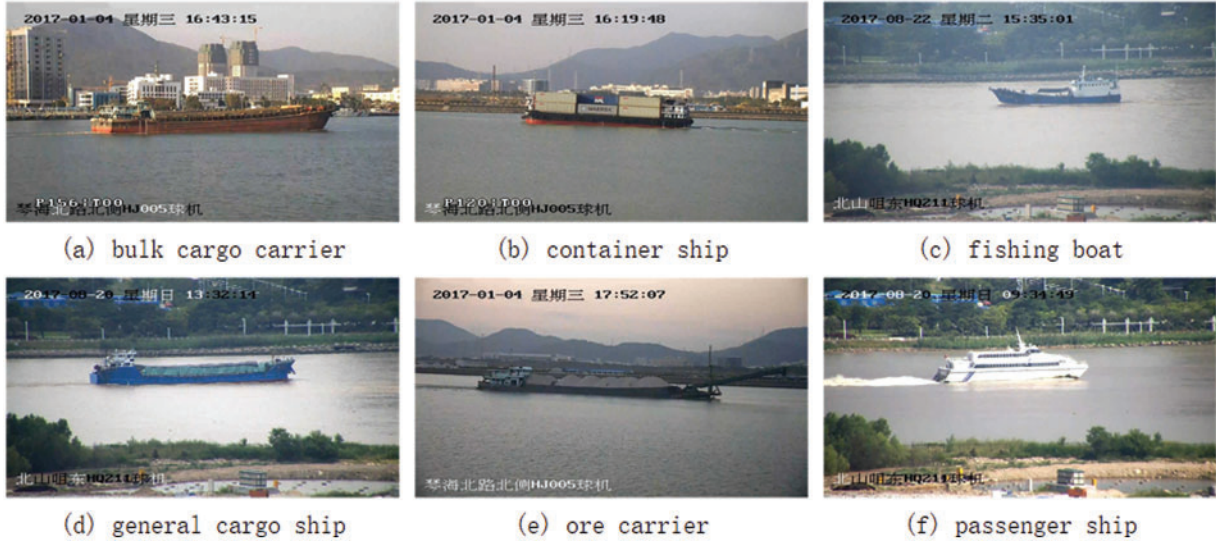 2017-01-04 星期三 16:43:15
P156:T00
琴海北路北侧HJ005球机
(a) bulk cargo carrier
2017-01-04 星期三 16:19:48
P120:T00
琴海北路北侧HJ005球机
(b) container ship
2017-08-22 星期二 15:35:01
北山咀东HQ211球机
(c) fishing boat
2017-08-20 星期日 13:32:14
北山咀东HQ211球机
(d) general cargo ship
2017-01-04 星期三 17:52:07
琴海北路北侧HJ005球机
(e) ore carrier
2017-08-20 星期日 09:34:49
北山咀东HQ211球机
(f) passenger ship